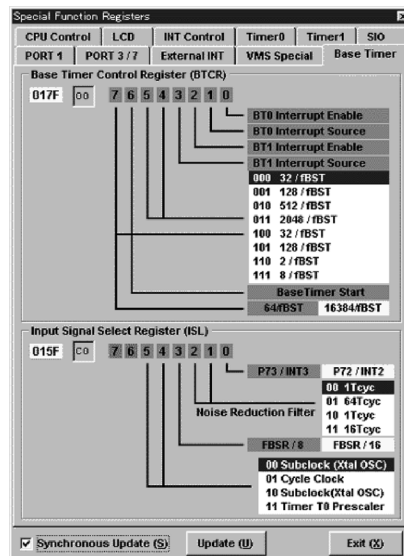 Special Function Registers
CPU Control LCD INT Control Timer0 Timer1 SIO
PORT 1 PORT 3 / 7 External INT VMS Special Base Timer
Base Timer Control Register (BTCR)
017F 00 7 6 5 4 3 2 1 0
BT0 Interrupt Enable
BT0 Interrupt Source
BT1 Interrupt Enable
BT1 Interrupt Source
000 32 / fBST
001 128 / fBST
010 512 / fBST
011 2048 / fBST
100 32 / fBST
101 128 / fBST
110 2 / fBST
111 8 / fBST
BaseTimer Start
64/fBST 16384/fBST
Input Signal Select Register (ISL)
015F C0 7 6 5 4 3 2 1 0
P73 / INT3 P72 / INT2
00 1Tcyc
01 64Tcyc
Noise Reduction Filter
10 1Tcyc
11 16Tcyc
FBSR / 8 FBSR / 16
00 Subclock (Xtal OSC)
01 Cycle Clock
10 Subclock(Xtal OSC)
11 Timer T0 Prescaler
Synchronous Update (S) Update (U) Exit (X)